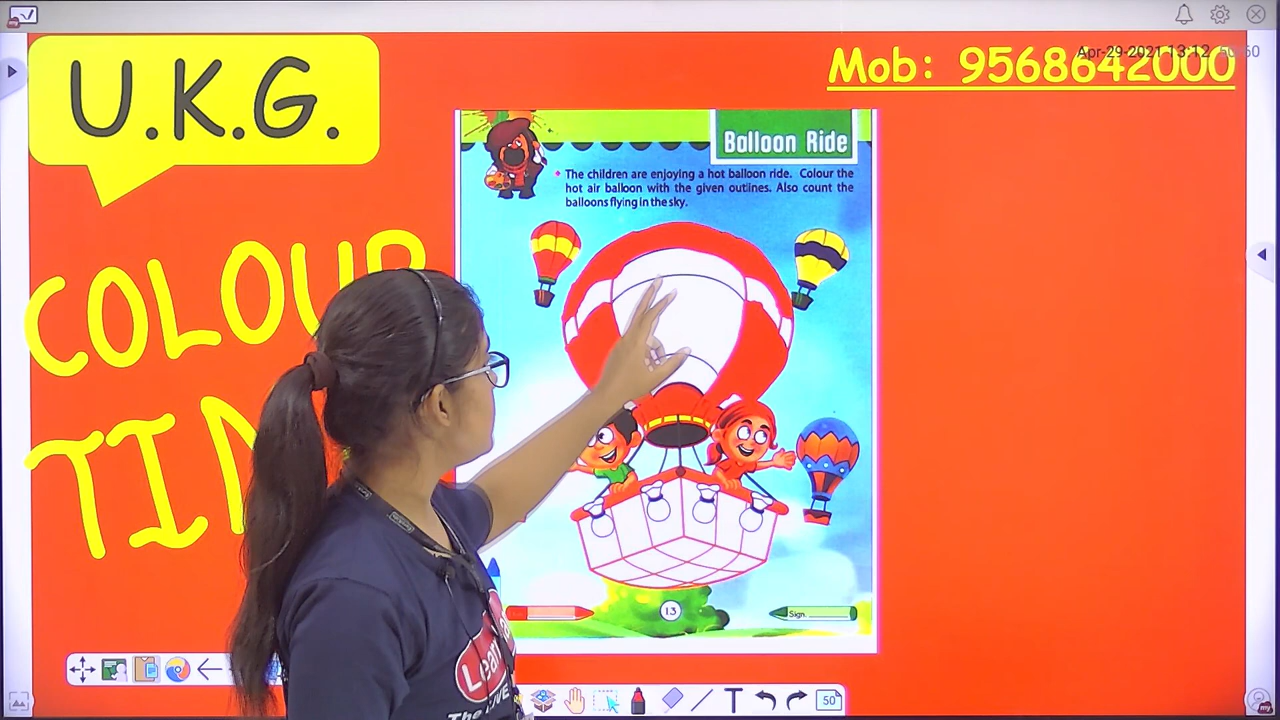 U.K.G.
Mob: 9568642000
Apr-29-2021 13:12
COLOUR
TIM
Balloon Ride
The children are enjoying a hot balloon ride. Colour the
hot air balloon with the given outlines. Also count the
balloons flying in the sky.
13
Sign.
T
50